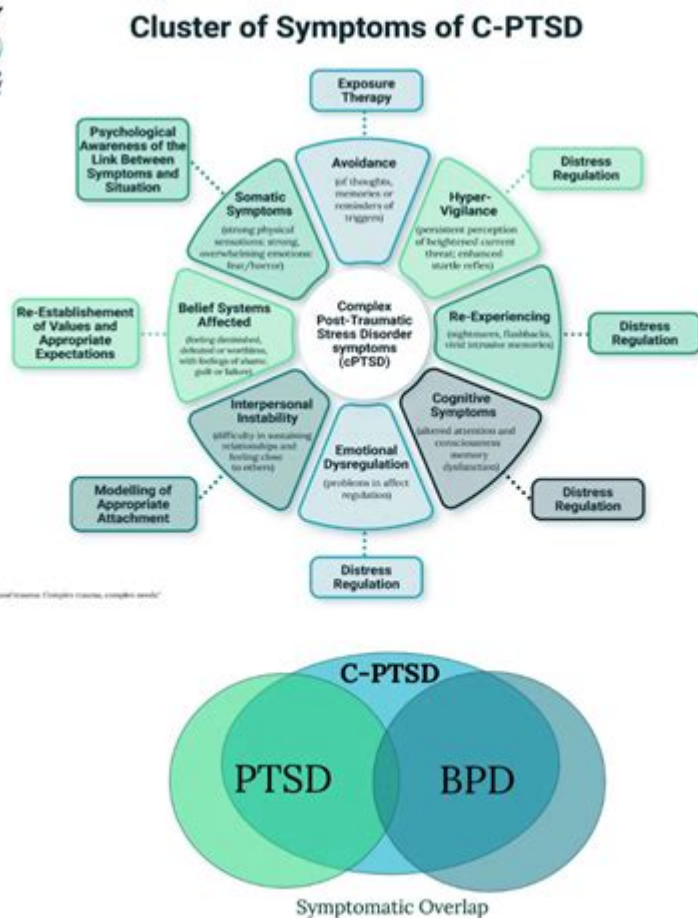 Cluster of Symptoms of C-PTSD
Exposure
Therapy
Psychological
Awareness of the
Link Between
Symptoms and
Situation
Avoidance
(of thoughts,
memories or
reminders of
triggers)
Distress
Regulation
Somatic
Symptoms
(strong physical
sensations: strong,
overwhelming emotions:
fear/horror)
Hyper-
Vigilance
(persistent perception
of heightened current
threat; enhanced
startle reflex)
Re-Establishement
of Values and
Appropriate
Expectations
Belief Systems
Affected
(feeling diminished,
defeated or worthless,
with feelings of shame,
guilt or failure)
Complex
Post-Traumatic
Stress Disorder
symptoms
(cPTSD)
Re-Experiencing
(nightmares, flashbacks,
vivid intrusive memories)
Distress
Regulation
Interpersonal
Instability
(difficulty in sustaining
relationships and
feeling close
to others)
Cognitive
Symptoms
(altered attention and
consciousness
memory
dysfunction)
Emotional
Dysregulation
(problems in affect
regulation)
Modelling of
Appropriate
Attachment
Distress
Regulation
Distress
Regulation
trauma: Complex trauma, complex needs"
C-PTSD
PTSD
BPD
Symptomatic Overlap